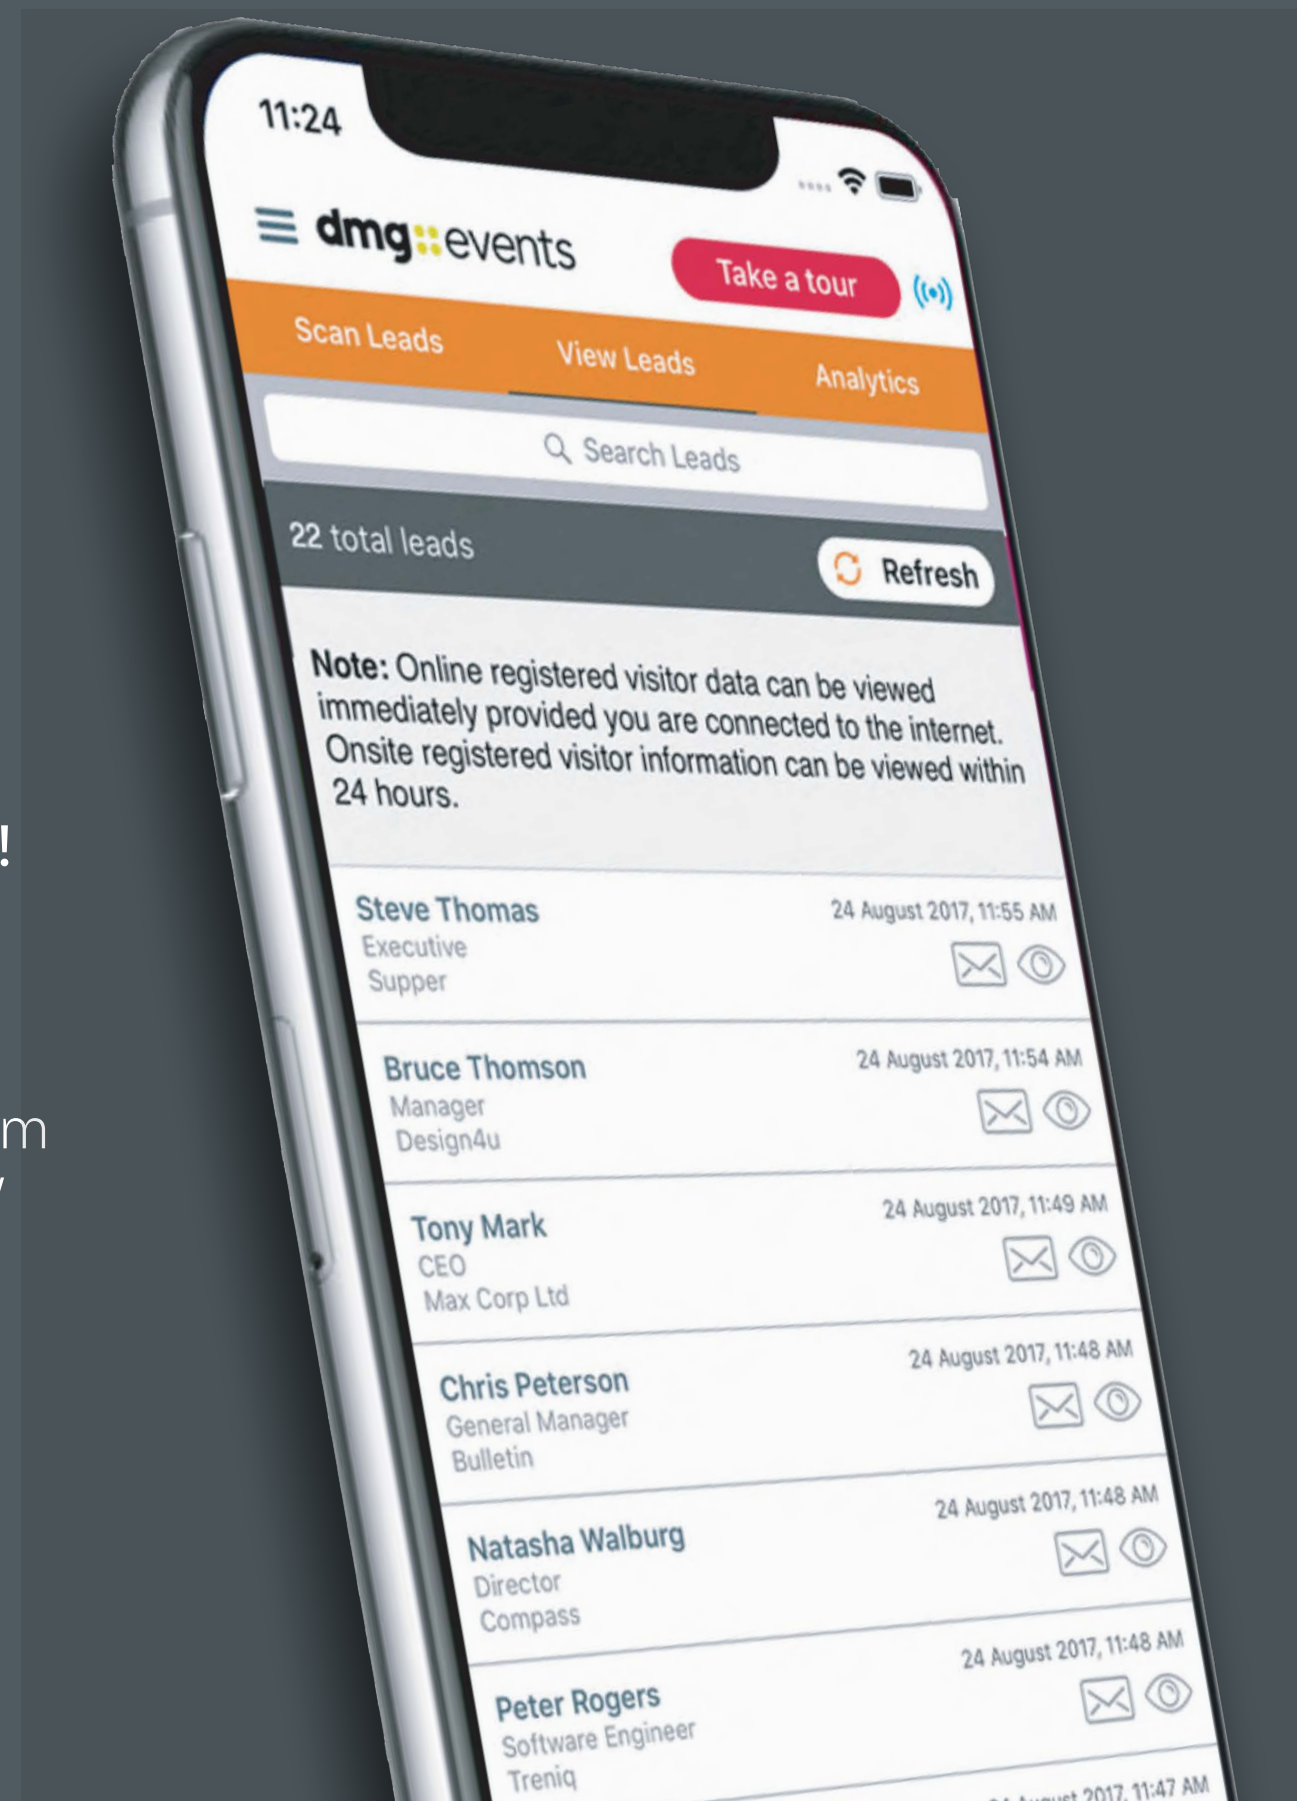 11:24
dmg::events
Take a tour
Scan Leads
View Leads
Analytics
Search Leads
22 total leads
Refresh
Note: Online registered visitor data can be viewed
immediately provided you are connected to the internet.
Onsite registered visitor information can be viewed within
24 hours.
!
m
Steve Thomas
24 August 2017, 11:55 AM
Executive
Supper
Bruce Thomson
24 August 2017, 11:54 AM
Manager
Design4u
Tony Mark
24 August 2017, 11:49 AM
CEO
Max Corp Ltd
Chris Peterson
24 August 2017, 11:48 AM
General Manager
Bulletin
Natasha Walburg
24 August 2017, 11:48 AM
Director
Compass
Peter Rogers
24 August 2017, 11:48 AM
Software Engineer
Treniq
August 2017, 11:47 AM